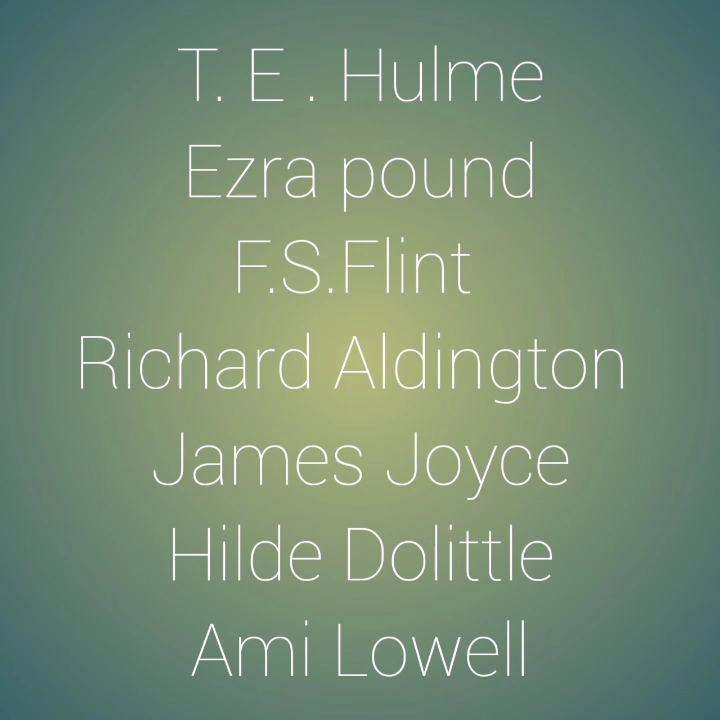 T. E . Hulme
Ezra pound
F.S.Flint
Richard Aldington
James Joyce
Hilde Dolittle
Ami Lowell